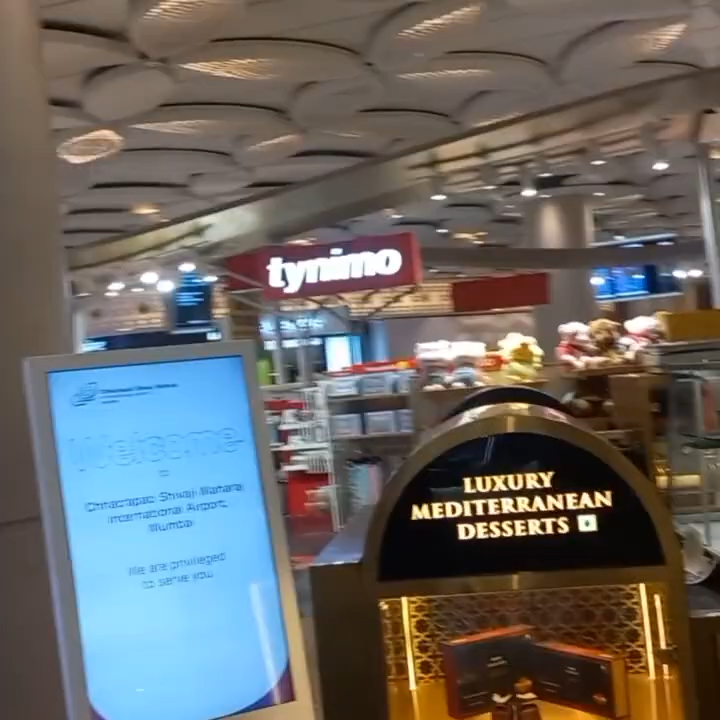 tynimo
Welcome
to
Chhatrapati Shivaji Maharaj
International Airport,
Mumbai
We are privileged
to serve you
LUXURY
MEDITERRANEAN
DESSERTS